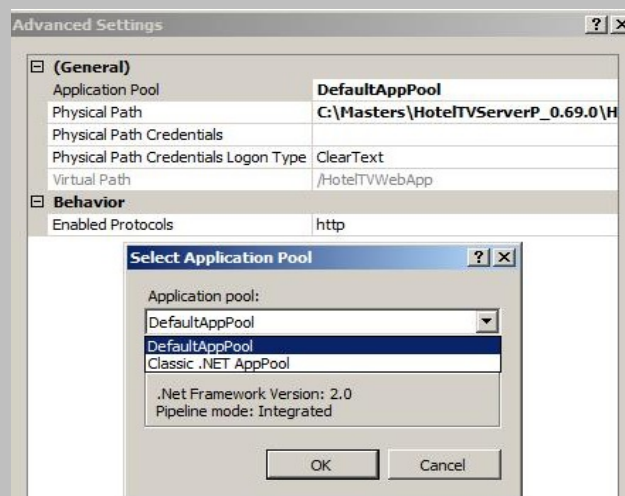 Advanced Settings
(General)
Application Pool DefaultAppPool
Physical Path C:\Masters\HotelTVServerP_0.69.0\H
Physical Path Credentials
Physical Path Credentials Logon Type ClearText
Virtual Path /HotelTVWebApp
Behavior
Enabled Protocols http
Select Application Pool
Application pool:
DefaultAppPool
DefaultAppPool
Classic .NET AppPool
.Net Framework Version: 2.0
Pipeline mode: Integrated
OK Cancel